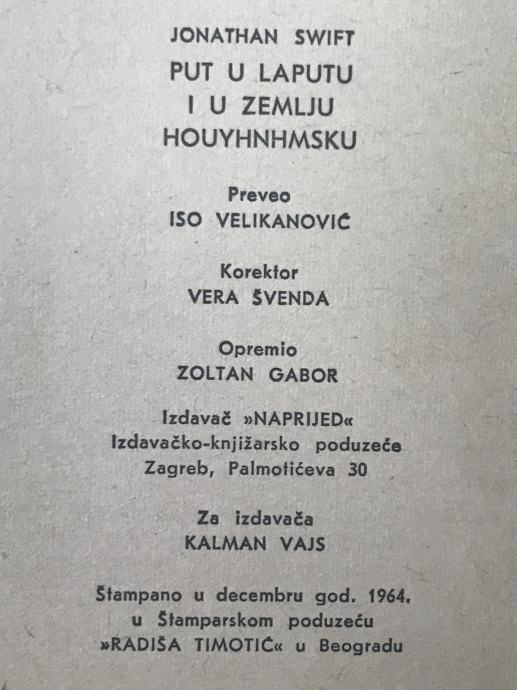 JONATHAN SWIFT
PUT U LAPUTU
I U ZEMLJU
HOUYHNHMSKU
Preveo
ISO VELIKANOVIĆ
Korektor
VERA ŠVENDA
Opremio
ZOLTAN GABOR
Izdavač »NAPRIJED«
Izdavačko-knjižarsko poduzeće
Zagreb, Palmotićeva 30
Za izdavača
KALMAN VAJS
Štampano u decembru god. 1964.
u Štamparskom poduzeću
»RADIŠA TIMOTIĆ« u Beogradu